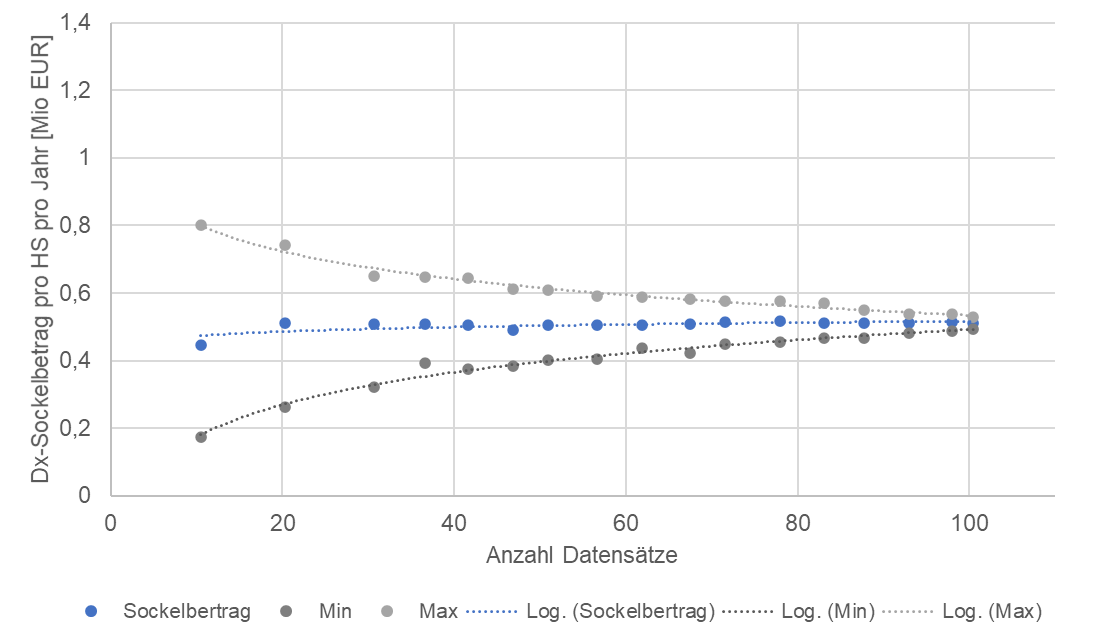 Dx-Sockelbetrag pro HS pro Jahr [Mio EUR]
1,4
1,2
1
0,8
0,6
0,4
0,2
0
0 20 40 60 80 100
Anzahl Datensätze
Sockelbertrag Min Max Log. (Sockelbertrag) Log. (Min) Log. (Max)